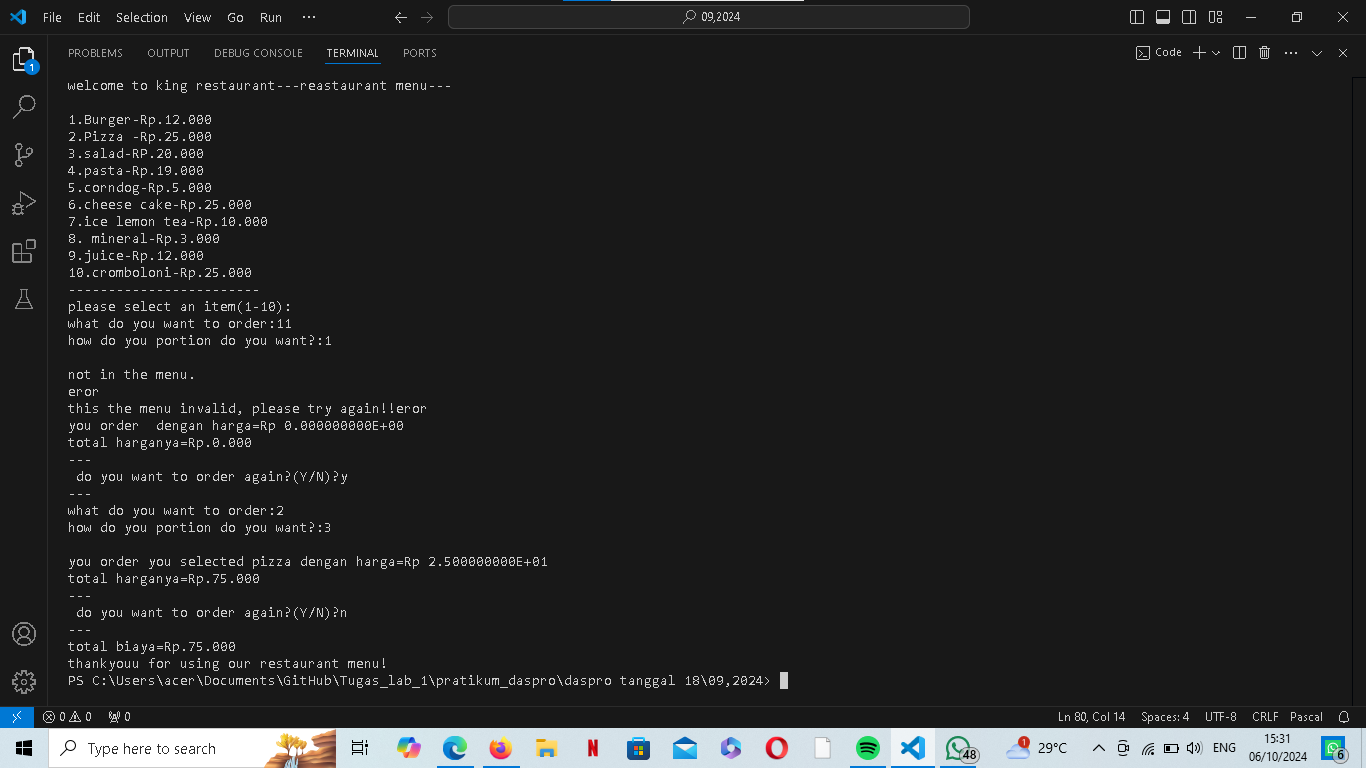 File Edit Selection View Go Run ···
09,2024
PROBLEMS OUTPUT DEBUG CONSOLE TERMINAL PORTS
Code
1
welcome to king restaurant---reastaurant menu---
1.Burger-Rp.12.000
2.Pizza -Rp.25.000
3.salad-RP.20.000
4.pasta-Rp.19.000
5.corndog-Rp.5.000
6.cheese cake-Rp.25.000
7.ice lemon tea-Rp.10.000
8. mineral-Rp.3.000
9.juice-Rp.12.000
10.cromboloni-Rp.25.000
------------------------
please select an item(1-10):
what do you want to order:11
how do you portion do you want?:1
not in the menu.
eror
this the menu invalid, please try again!!eror
you order  dengan harga=Rp 0.000000000E+00
total harganya=Rp.0.000
---
 do you want to order again?(Y/N)?y
---
what do you want to order:2
how do you portion do you want?:3
you order you selected pizza dengan harga=Rp 2.500000000E+01
total harganya=Rp.75.000
---
 do you want to order again?(Y/N)?n
---
total biaya=Rp.75.000
thankyouu for using our restaurant menu!
PS C:\Users\acer\Documents\GitHub\Tugas_lab_1\pratikum_daspro\daspro tanggal 18\09,2024>
0 0 0 Ln 80, Col 14 Spaces: 4 UTF-8 CRLF Pascal
Type here to search N 48 1 29°C ENG 15:31 6
06/10/2024